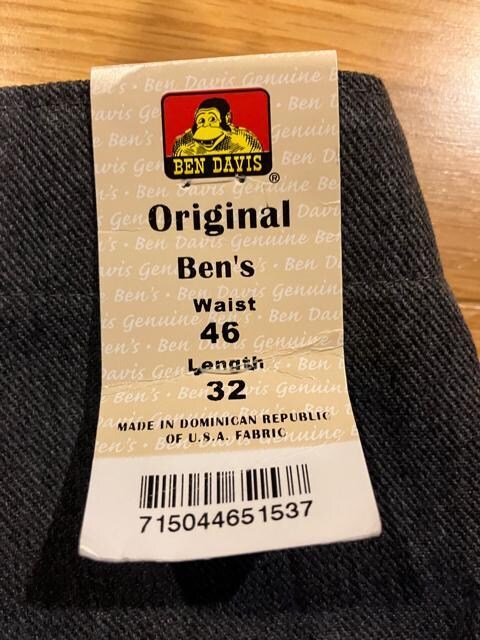 BEN DAVIS
®
Original
Ben's
Waist
46
Length
32
MADE IN DOMINICAN REPUBLIC
OF U.S.A. FABRIC
715044651537